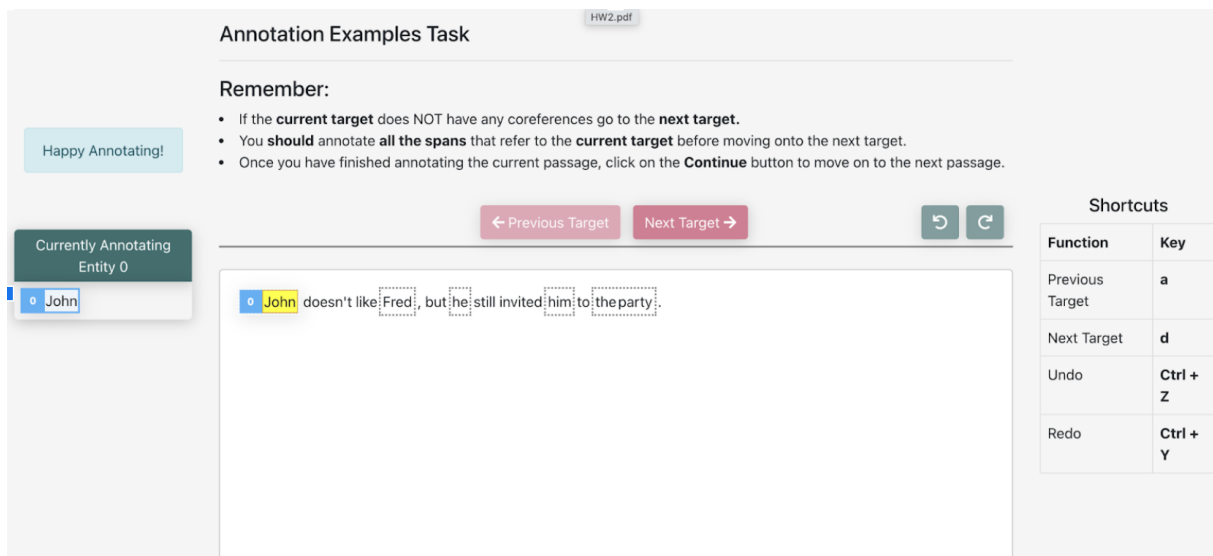 HW2.pdf
Annotation Examples Task
Remember:
• If the current target does NOT have any coreferences go to the next target.
• You should annotate all the spans that refer to the current target before moving onto the next target.
• Once you have finished annotating the current passage, click on the Continue button to move on to the next passage.
Happy Annotating!
← Previous Target
Next Target →
Currently Annotating
Entity 0
0 John
0 John doesn't like Fred , but he still invited him to the party .
Shortcuts
Function Key
Previous a
Target
Next Target d
Undo Ctrl +
Z
Redo Ctrl +
Y